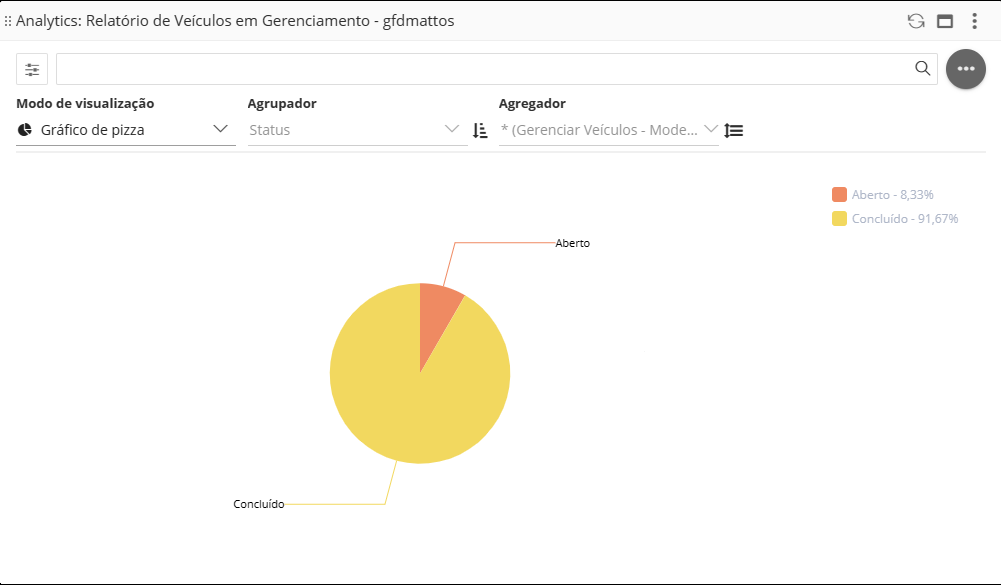 Analytics: Relatório de Veículos em Gerenciamento - gfdmattos
Modo de visualização Agrupador Agregador
Gráfico de pizza Status * (Gerenciar Veículos - Mode...
Aberto - 8,33%
Concluído - 91,67%
Aberto
Concluído